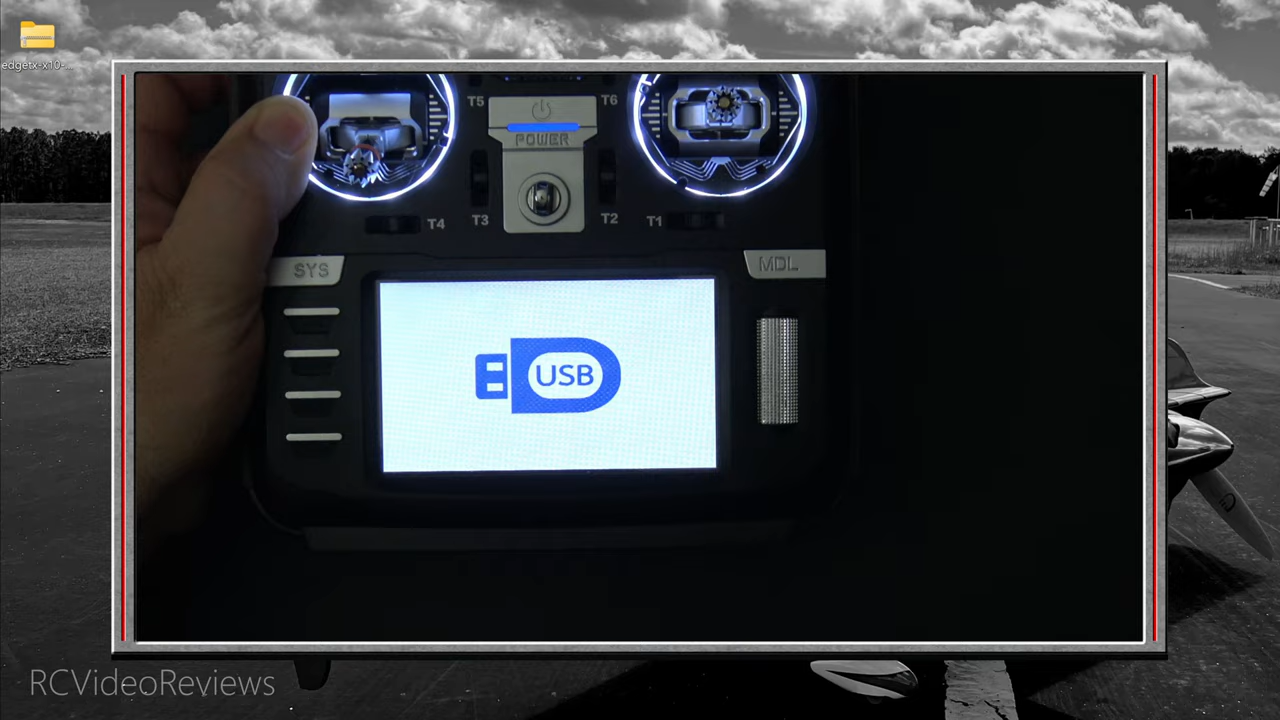 edgetx-x10-...
T5
T6
POWER
T4
T3
T2
T1
SYS
MDL
USB
RCVideoReviews